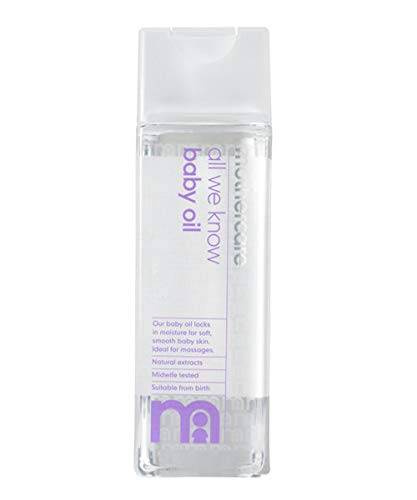 mothercare
all we know
baby oil
Our baby oil locks
in moisture for soft,
smooth baby skin.
Ideal for massages.
Natural extracts
Midwife tested
Suitable from birth